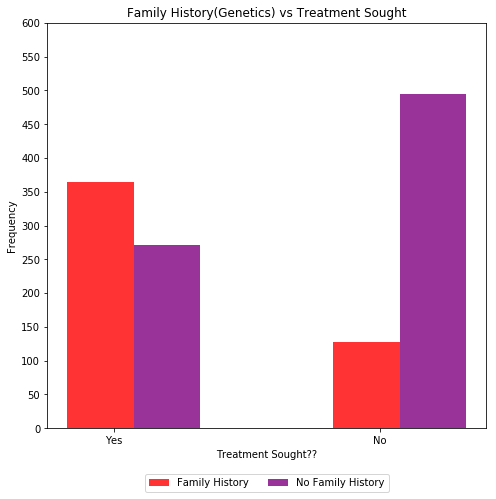 Family History(Genetics) vs Treatment Sought
600
550
500
450
400
350
300
250
200
150
100
50
0
Frequency
Yes
No
Treatment Sought??
Family History
No Family History